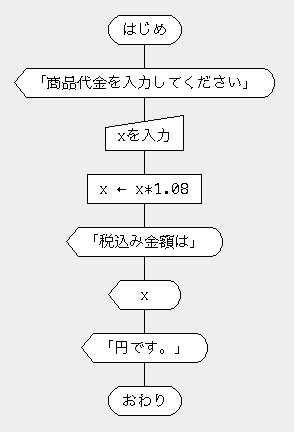 はじめ
「商品代金を入力してください」
xを入力
x ← x*1.08
「税込み金額は」
x
「円です。」
おわり